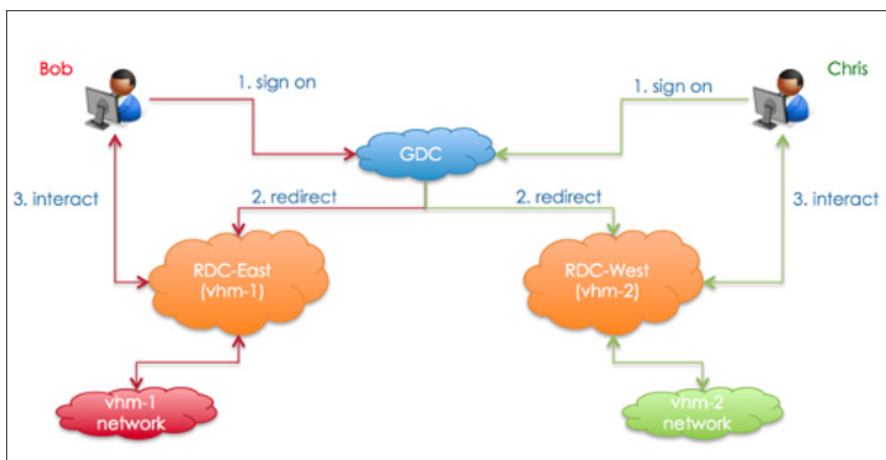 Bob
Chris
1. sign on
1. sign on
GDC
3. interact
2. redirect
2. redirect
3. interact
RDC-East
(vhm-1)
RDC-West
(vhm-2)
vhm-1
network
vhm-2
network